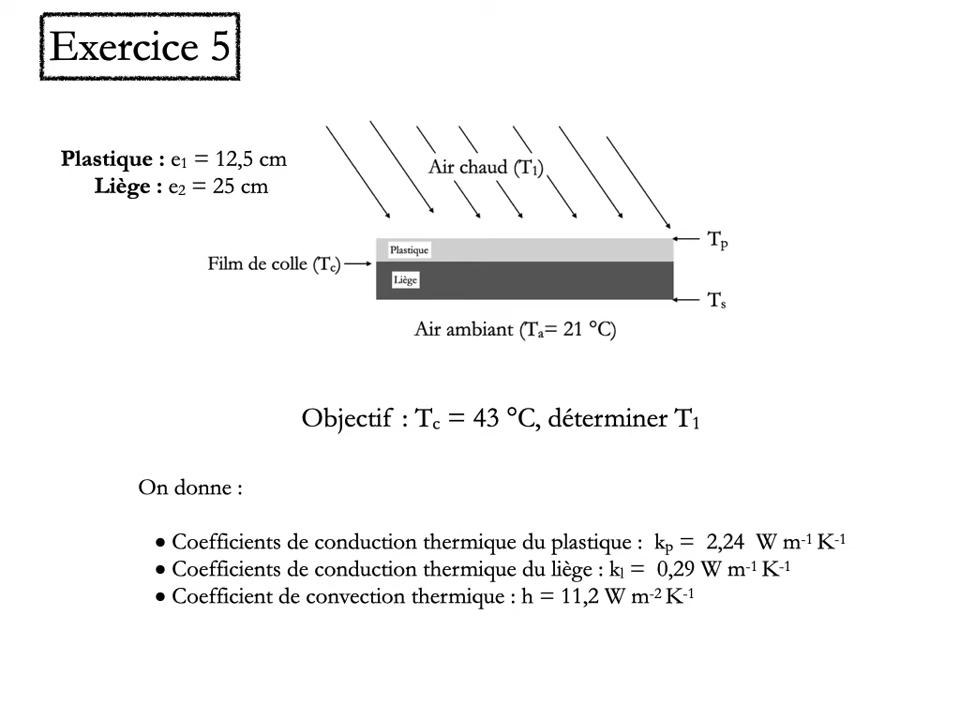 Exercice 5
Plastique : e₁ = 12,5 cm
Liège : e₂ = 25 cm
Air chaud (T₁)
Tₚ
Plastique
Film de colle (T꜀)
Liège
Tₛ
Air ambiant (Tₐ= 21 °C)
Objectif : T꜀ = 43 °C, déterminer T₁
On donne :
• Coefficients de conduction thermique du plastique : kₚ = 2,24 W m⁻¹ K⁻¹
• Coefficients de conduction thermique du liège : kₗ = 0,29 W m⁻¹ K⁻¹
• Coefficient de convection thermique : h = 11,2 W m⁻² K⁻¹